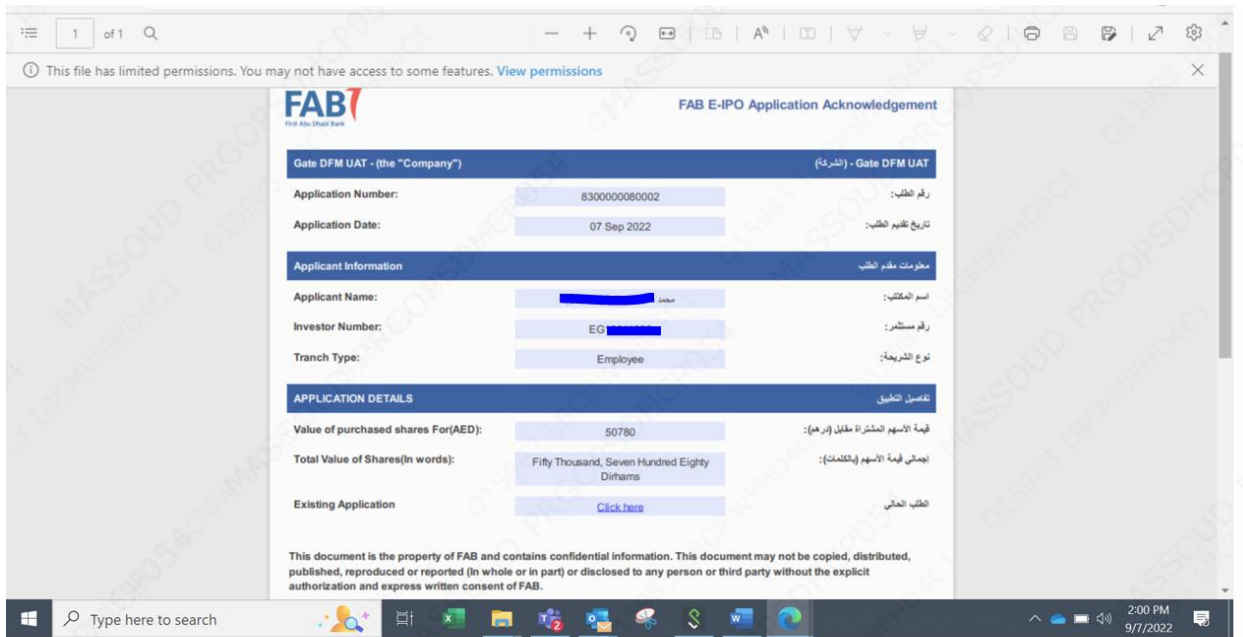 1 of 1
This file has limited permissions. You may not have access to some features. View permissions
FAB
First Abu Dhabi Bank
FAB E-IPO Application Acknowledgement
Gate DFM UAT - (the "Company") Gate DFM UAT - (الشركة)
Application Number: 8300000080002 رقم الطلب:
Application Date: 07 Sep 2022 تاريخ تقديم الطلب:
Applicant Information معلومات مقدم الطلب
Applicant Name: محمد اسم المكتتب:
Investor Number: EG رقم مستثمر:
Tranch Type: Employee نوع الشريحة:
APPLICATION DETAILS تفاصيل التطبيق
Value of purchased shares For(AED): 50780 قيمة الأسهم المشتراة مقابل (درهم):
Total Value of Shares(In words): Fifty Thousand, Seven Hundred Eighty إجمالي قيمة الأسهم (بالكلمات):
Dirhams
Existing Application Click here الطلب الحالي
This document is the property of FAB and contains confidential information. This document may not be copied, distributed,
published, reproduced or reported (In whole or in part) or disclosed to any person or third party without the explicit
authorization and express written consent of FAB.
Type here to search
2:00 PM
9/7/2022